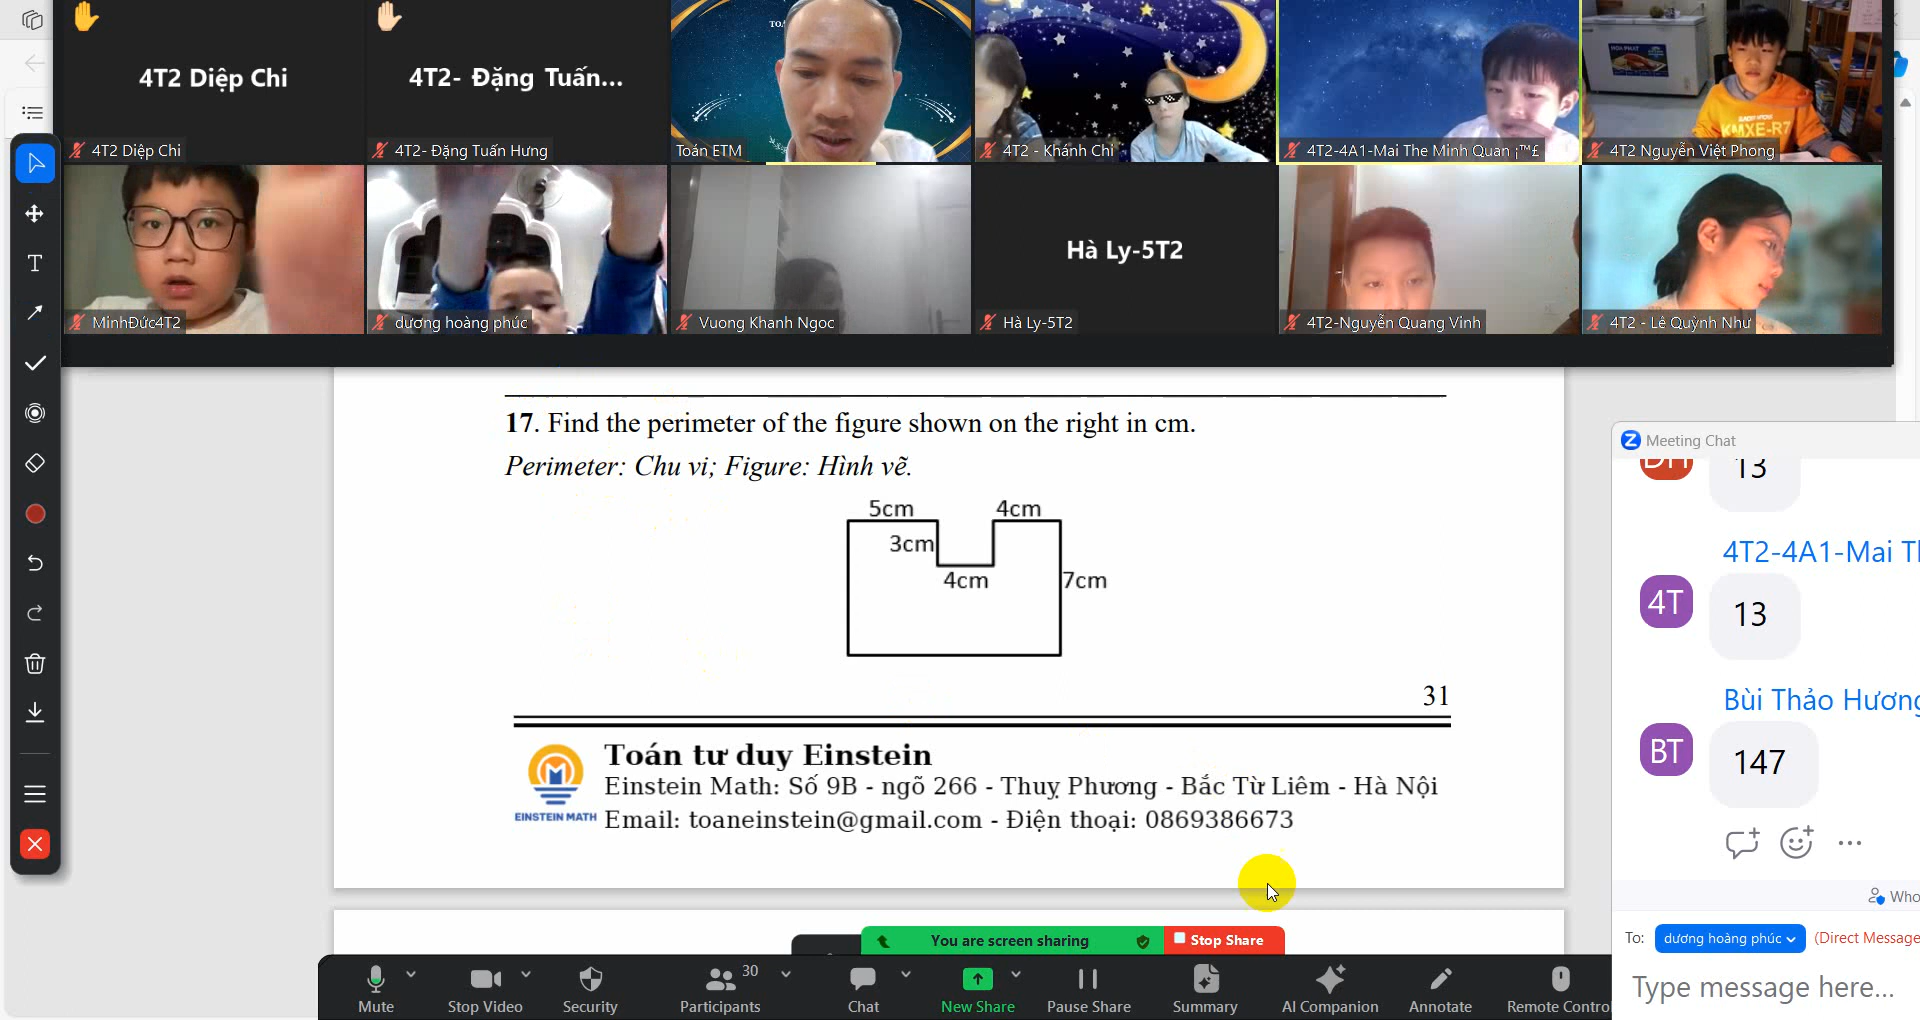 4T2 Diệp Chi
4T2- Đặng Tuấn...
4T2 Diệp Chi
4T2- Đặng Tuấn Hưng
Toán ETM
4T2 - Khánh Chi
4T2-4A1-Mai The Minh Quan ¡™£
4T2 Nguyễn Việt Phong
Hà Ly-5T2
MinhĐức4T2
dương hoàng phúc
Vuong Khanh Ngoc
Hà Ly-5T2
4T2-Nguyễn Quang Vinh
4T2 - Lê Quỳnh Như
17. Find the perimeter of the figure shown on the right in cm.
Perimeter: Chu vi; Figure: Hình vẽ.
5cm
4cm
3cm
4cm
7cm
31
Toán tư duy Einstein
Einstein Math: Số 9B - ngõ 266 - Thuỵ Phương - Bắc Từ Liêm - Hà Nội
EINSTEIN MATH
Email: toaneinstein@gmail.com - Điện thoại: 0869386673
Meeting Chat
13
4T2-4A1-Mai Tl
4T
13
Bùi Thảo Hương
BT
147
Who
To: dương hoàng phúc (Direct Message
Type message here...
You are screen sharing
Stop Share
Mute
Stop Video
Security
Participants
30
Chat
New Share
Pause Share
Summary
AI Companion
Annotate
Remote Control